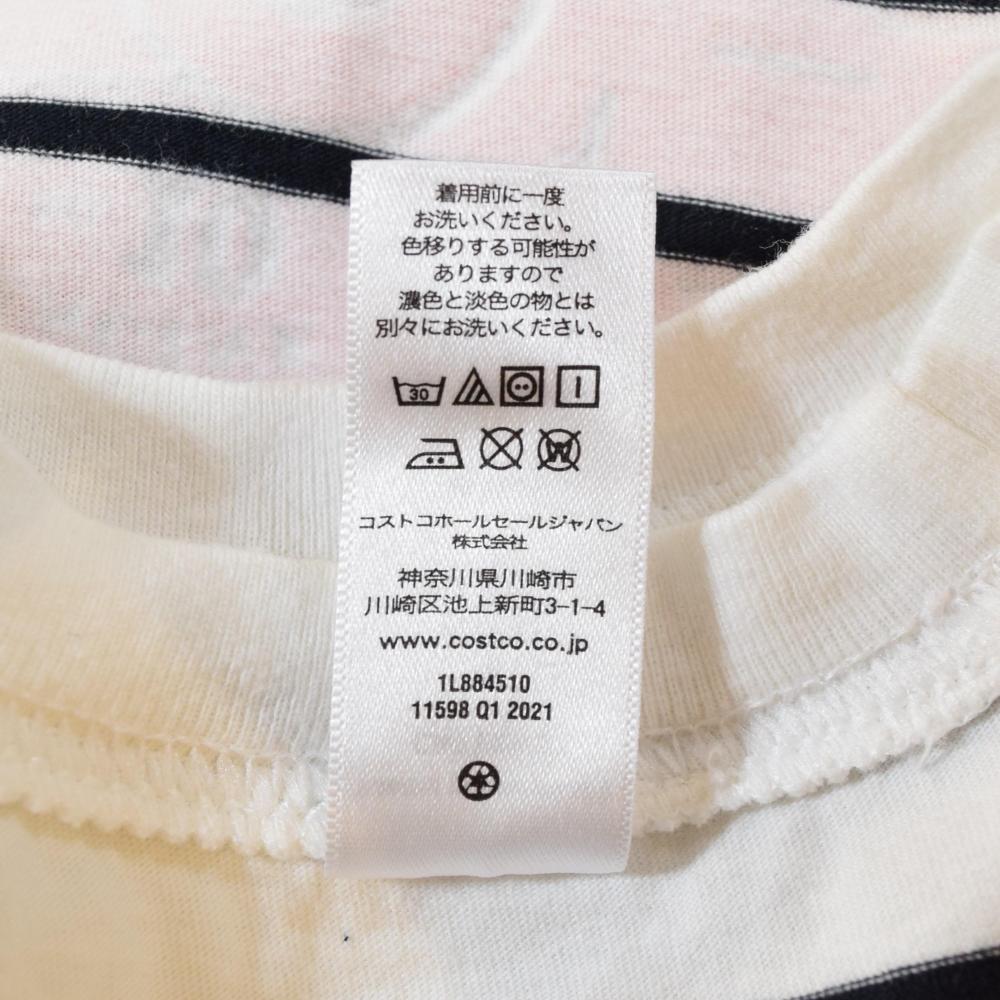 着用前に一度
お洗いください。
色移りする可能性が
ありますので
濃色と淡色の物とは
別々にお洗いください。
30
W
コストコホールセールジャパン
株式会社
神奈川県川崎市
川崎区池上新町3-1-4
www.costco.co.jp
1L884510
11598 Q1 2021